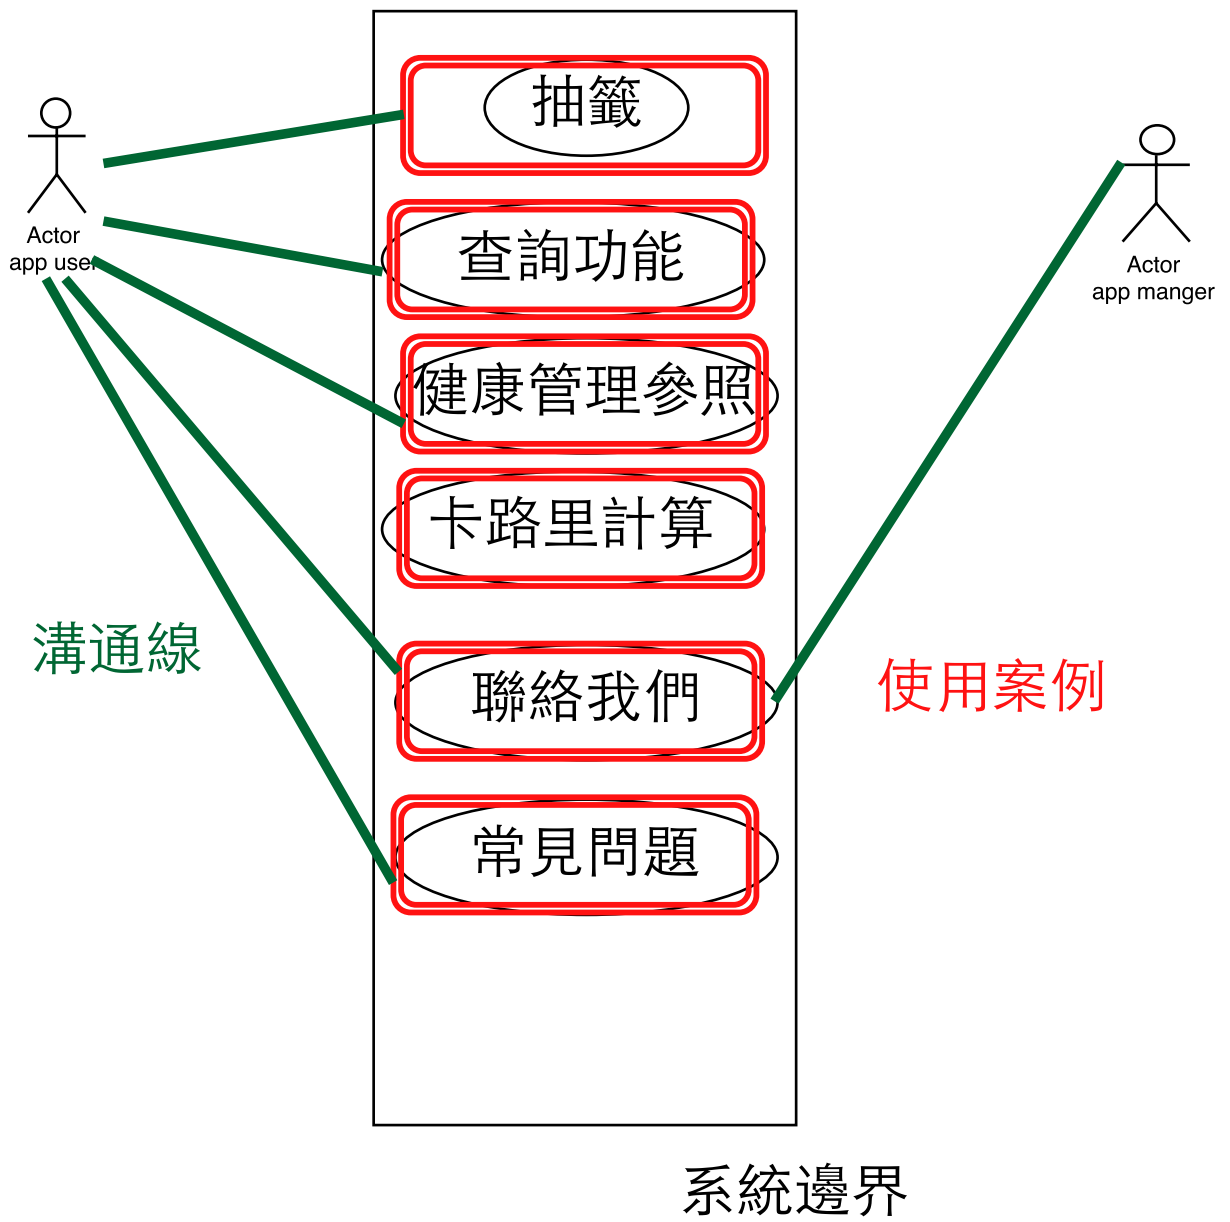 抽籤
Actor
app user
查詢功能
Actor
app manger
健康管理參照
卡路里計算
溝通線
聯絡我們
使用案例
常見問題
系統邊界